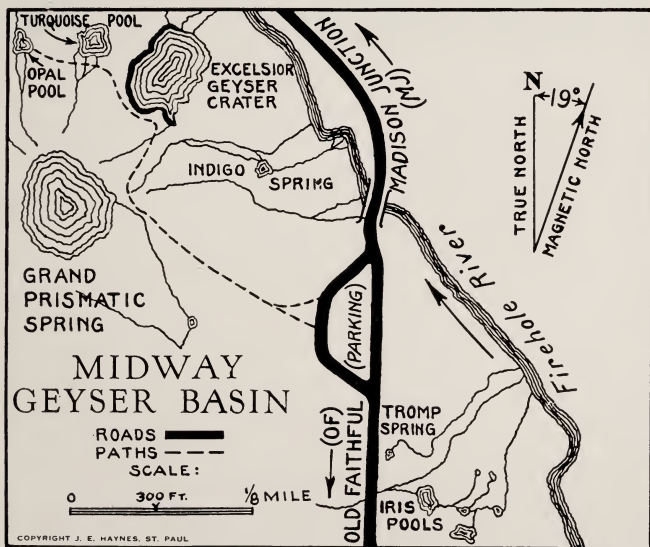 TURQUOISE POOL
OPAL
POOL
EXCELSIOR
GEYSER
CRATER
MADISON JUNCTION
(MJ)
N
19°
TRUE NORTH
MAGNETIC NORTH
INDIGO SPRING
GRAND
PRISMATIC
SPRING
Firehole River
(PARKING)
MIDWAY
GEYSER BASIN
ROADS
PATHS
SCALE:
0 300 FT. 1/8 MILE
OLD FAITHFUL
(OF)
TROMP
SPRING
IRIS
POOLS
COPYRIGHT J. E. HAYNES, ST. PAUL